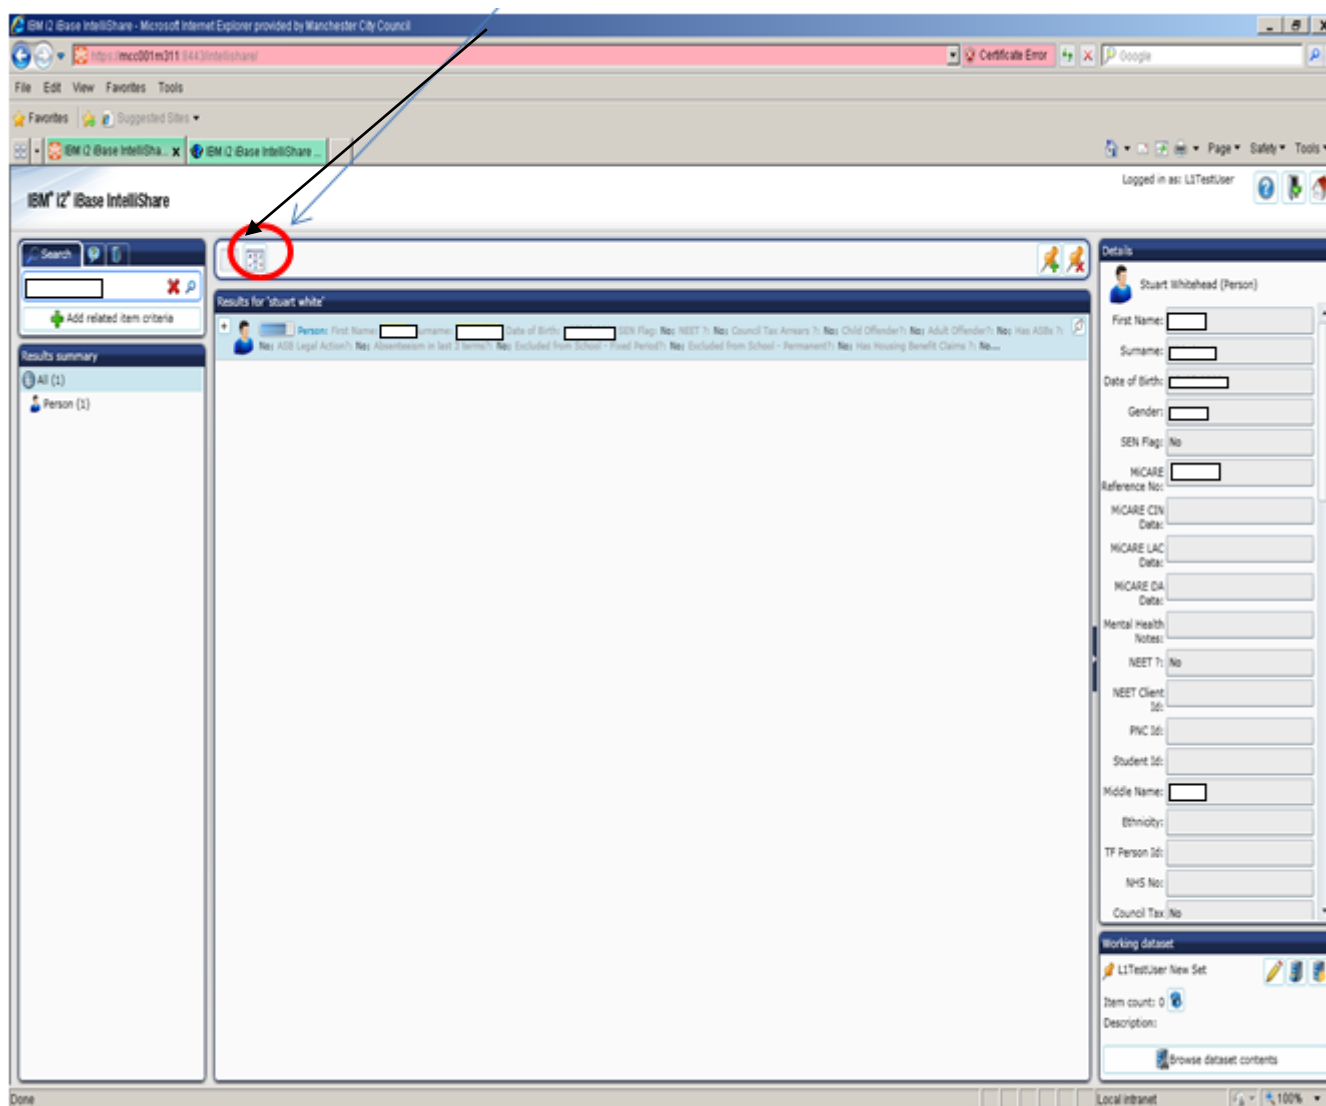 IBM i2 iBase IntelliShare - Microsoft Internet Explorer provided by Manchester City Council
https://mcc001m311:8443/intellishare/
Certificate Error
Google
File Edit View Favorites Tools
Favorites Suggested Sites
IBM i2 iBase IntelliSha... x IBM i2 iBase IntelliShare ...
Page Safety Tools
Logged in as: L1TestUser
IBM® i2® iBase IntelliShare
Search
Add related item criteria
Results summary
All (1)
Person (1)
Results for 'stuart white'
Person: First Name: Surname: Date of Birth: SEN Flag: No; NEET ?: No; Council Tax Arrears ?: No; Child Offender?: No; Adult Offender?: No; Has ASBs ?:
No; ASB Legal Action?: No; Absenteeism in last 3 terms?: No; Excluded from School - Fixed Period?: No; Excluded from School - Permanent?: No; Has Housing Benefit Claims ?: No...
Details
Stuart Whitehead (Person)
First Name:
Surname:
Date of Birth:
Gender:
SEN Flag: No
MiCARE
Reference No:
MiCARE CIN
Data:
MiCARE LAC
Data:
MiCARE DA
Data:
Mental Health
Notes:
NEET ?: No
NEET Client
Id:
PNC Id:
Student Id:
Middle Name:
Ethnicity:
TF Person Id:
NHS No:
Council Tax No
Working dataset
L1TestUser New Set
Item count: 0
Description:
Browse dataset contents
Done
Local intranet
100%